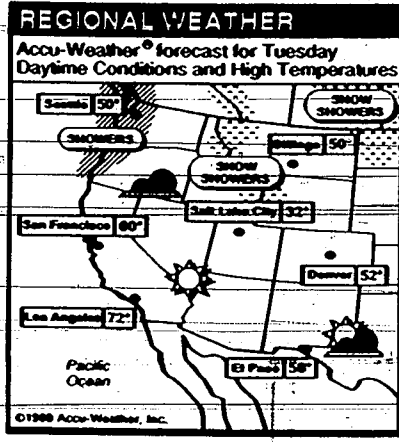 REGIONAL WEATHER
Accu-Weather® forecast for Tuesday
Daytime Conditions and High Temperatures
Seattle 50°
SNOW
SHOWERS
SHOWERS
Billings 50°
SNOW
SHOWERS
Salt Lake City 32°
San Francisco 60°
Denver 52°
Los Angeles 72°
Pacific
Ocean
El Paso 58°
Accu-Weather, Inc.